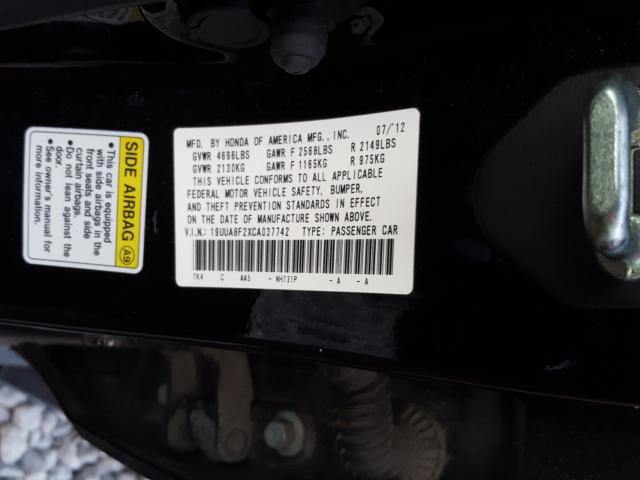 MFD. BY HONDA OF AMERICA MFG., INC. 07/'12
GVWR 4696LBS GAWR F 2568LBS R 2149LBS
GVWR 2130KG GAWR F 1165KG R 975KG
THIS VEHICLE CONFORMS TO ALL APPLICABLE
FEDERAL MOTOR VEHICLE SAFETY, BUMPER,
AND THEFT PREVENTION STANDARDS IN EFFECT
ON THE DATE OF MANUFACTURE SHOWN ABOVE.
V.I.N.: 19UUA8F2XCA037742 TYPE: PASSENGER CAR
TK4 C AA5 - NH731P - A - A
SIDE AIRBAG A9
• This car is equipped
with side airbags in the
front seats and side
curtain airbags.
• Do not lean against the
door.
• See owner's manual for
more information.